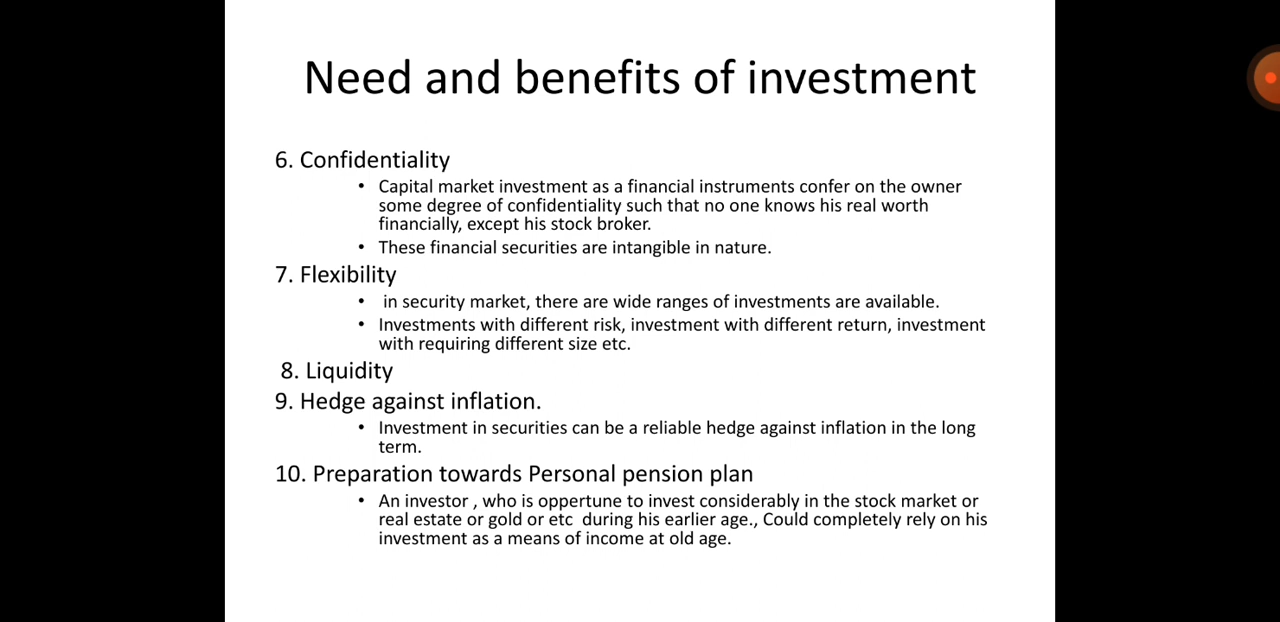 Need and benefits of investment
6. Confidentiality
• Capital market investment as a financial instruments confer on the owner
some degree of confidentiality such that no one knows his real worth
financially, except his stock broker.
• These financial securities are intangible in nature.
7. Flexibility
• in security market, there are wide ranges of investments are available.
• Investments with different risk, investment with different return, investment
with requiring different size etc.
8. Liquidity
9. Hedge against inflation.
• Investment in securities can be a reliable hedge against inflation in the long
term.
10. Preparation towards Personal pension plan
• An investor , who is oppertune to invest considerably in the stock market or
real estate or gold or etc during his earlier age., Could completely rely on his
investment as a means of income at old age.